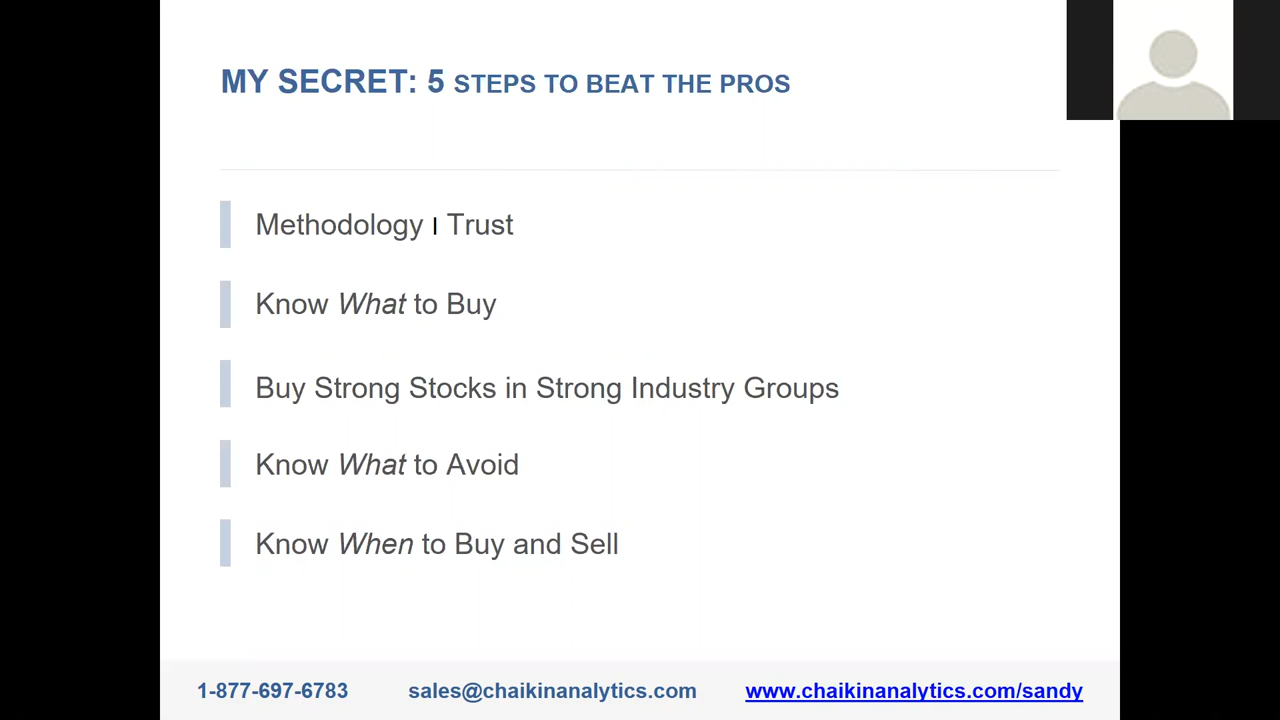 MY SECRET: 5 STEPS TO BEAT THE PROS
Methodology I Trust
Know What to Buy
Buy Strong Stocks in Strong Industry Groups
Know What to Avoid
Know When to Buy and Sell
1-877-697-6783 sales@chaikinanalytics.com www.chaikinanalytics.com/sandy